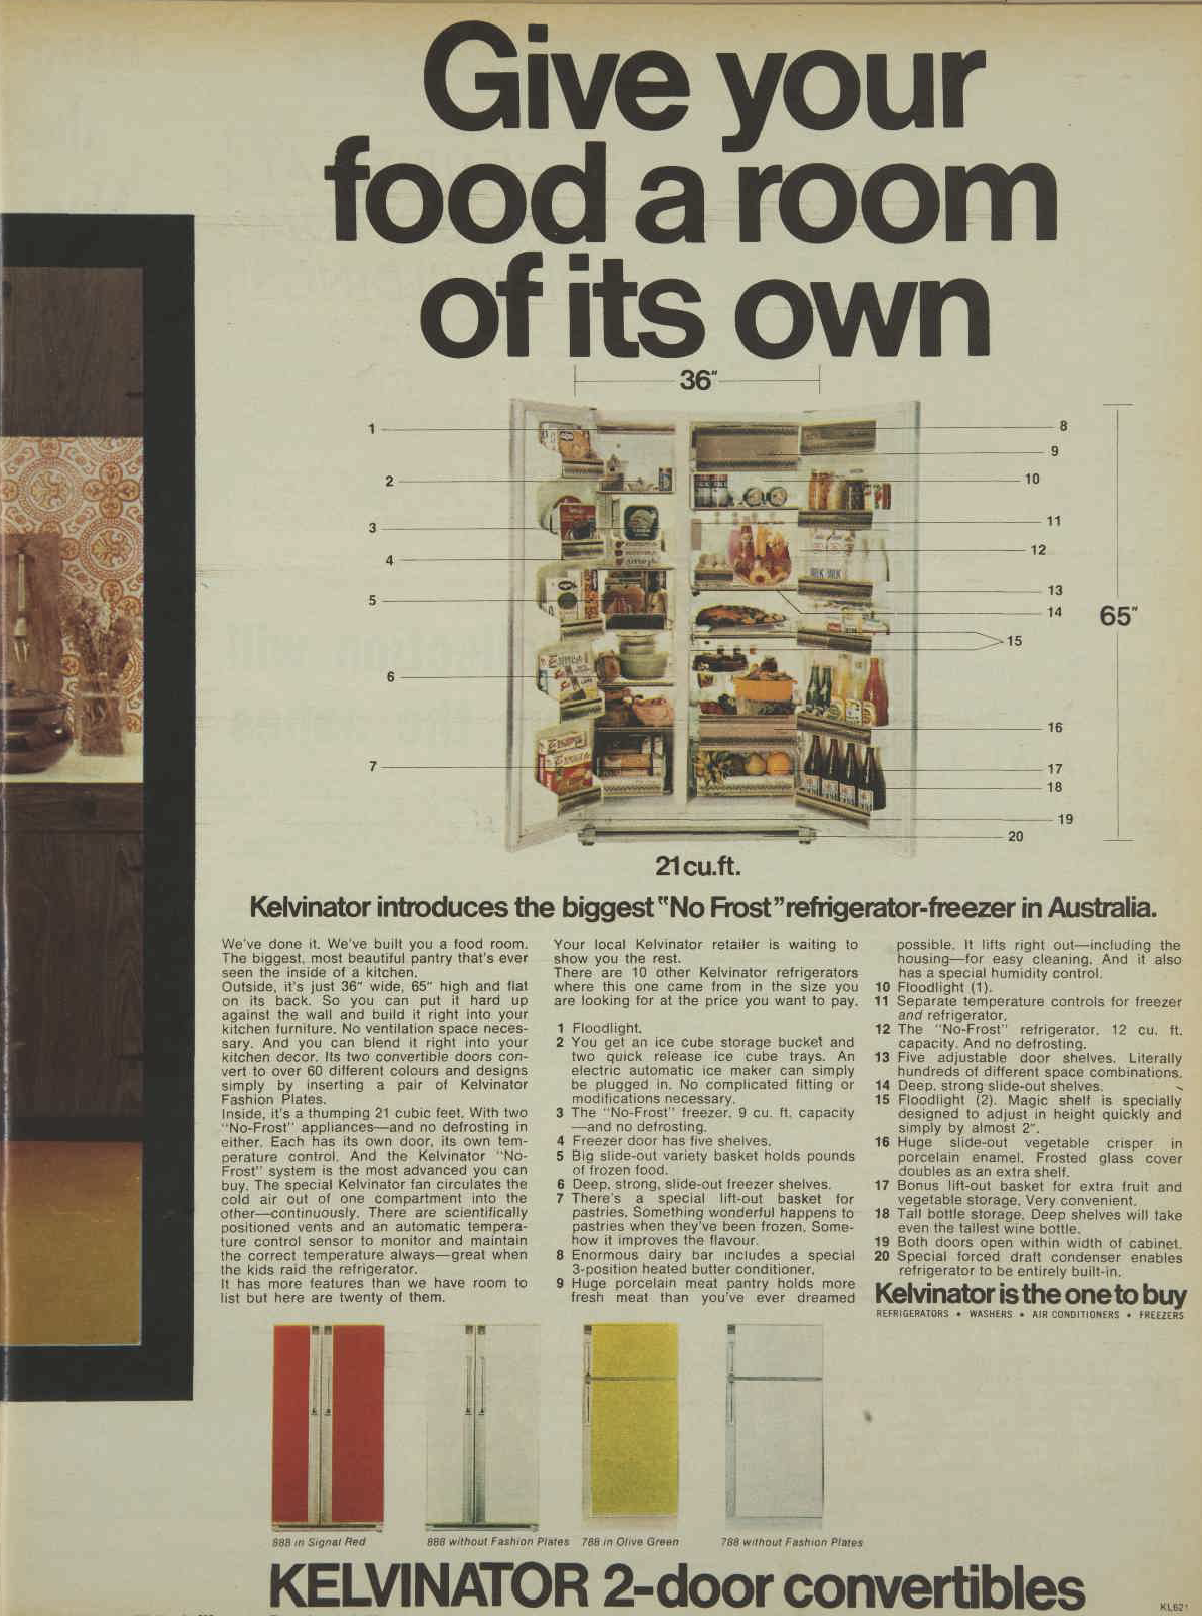 Give your
food a room
of its own
36"
1
2
3
4
5
6
7
8
9
10
11
12
13
14
15
16
17
18
19
20
65"
21 cu.ft.
Kelvinator introduces the biggest "No Frost" refrigerator-freezer in Australia.
We've done it. We've built you a food room.
The biggest, most beautiful pantry that's ever
seen the inside of a kitchen.
Outside, it's just 36" wide, 65" high and flat
on its back. So you can put it hard up
against the wall and build it right into your
kitchen furniture. No ventilation space neces-
sary. And you can blend it right into your
kitchen decor. Its two convertible doors con-
vert to over 60 different colours and designs
simply by inserting a pair of Kelvinator
Fashion Plates.
Inside, it's a thumping 21 cubic feet. With two
"No-Frost" appliances—and no defrosting in
either. Each has its own door, its own tem-
perature control. And the Kelvinator "No-
Frost" system is the most advanced you can
buy. The special Kelvinator fan circulates the
cold air out of one compartment into the
other—continuously. There are scientifically
positioned vents and an automatic tempera-
ture control sensor to monitor and maintain
the correct temperature always—great when
the kids raid the refrigerator.
It has more features than we have room to
list but here are twenty of them.
Your local Kelvinator retailer is waiting to
show you the rest.
There are 10 other Kelvinator refrigerators
where this one came from in the size you
are looking for at the price you want to pay.
1 Floodlight.
2 You get an ice cube storage bucket and
two quick release ice cube trays. An
electric automatic ice maker can simply
be plugged in. No complicated fitting or
modifications necessary.
3 The "No-Frost" freezer. 9 cu. ft. capacity
—and no defrosting.
4 Freezer door has five shelves.
5 Big slide-out variety basket holds pounds
of frozen food.
6 Deep, strong, slide-out freezer shelves.
7 There's a special lift-out basket for
pastries. Something wonderful happens to
pastries when they've been frozen. Some-
how it improves the flavour.
8 Enormous dairy bar includes a special
3-position heated butter conditioner.
9 Huge porcelain meat pantry holds more
fresh meat than you've ever dreamed
possible. It lifts right out—including the
housing—for easy cleaning. And it also
has a special humidity control.
10 Floodlight (1).
11 Separate temperature controls for freezer
and refrigerator.
12 The "No-Frost" refrigerator. 12 cu. ft.
capacity. And no defrosting.
13 Five adjustable door shelves. Literally
hundreds of different space combinations.
14 Deep, strong slide-out shelves.
15 Floodlight (2). Magic shelf is specially
designed to adjust in height quickly and
simply by almost 2".
16 Huge slide-out vegetable crisper in
porcelain enamel. Frosted glass cover
doubles as an extra shelf.
17 Bonus lift-out basket for extra fruit and
vegetable storage. Very convenient.
18 Tall bottle storage. Deep shelves will take
even the tallest wine bottle.
19 Both doors open within width of cabinet.
20 Special forced draft condenser enables
refrigerator to be entirely built-in.
Kelvinator is the one to buy
REFRIGERATORS • WASHERS • AIR CONDITIONERS • FREEZERS
888 in Signal Red
888 without Fashion Plates
788 in Olive Green
788 without Fashion Plates
KELVINATOR 2-door convertibles
KL621